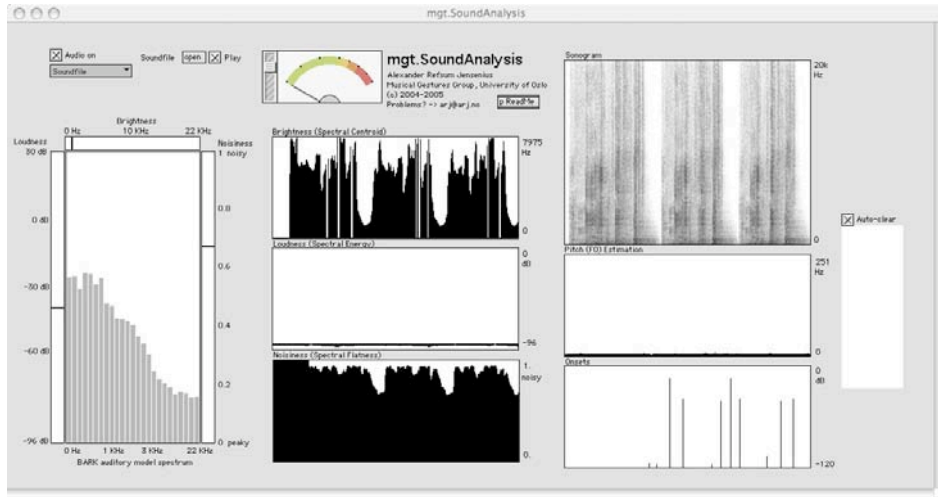 mgt.SoundAnalysis
Audio on
Soundfile open Play
Soundfile
mgt.SoundAnalysis
Alexander Refsum Jensenius
Musical Gestures Group, University of Oslo
(c) 2004-2005
Problems? -> arj@arj.no
p ReadMe
Brightness
0 Hz 10 KHz 22 KHz
Loudness
30 dB
0 dB
-30 dB
-60 dB
-96 dB
Noisiness
1 noisy
0.8
0.6
0.4
0.2
0 peaky
0 Hz 1 KHz 3 KHz 22 KHz
BARK auditory model spectrum
Brightness (Spectral Centroid)
7975
Hz
0
Loudness (Spectral Energy)
0
dB
-96
Noisiness (Spectral Flatness)
1.
noisy
0.
Sonogram
20k
Hz
0
Pitch (F0) Estimation
251
Hz
0
Onsets
0
dB
-120
Auto-clear